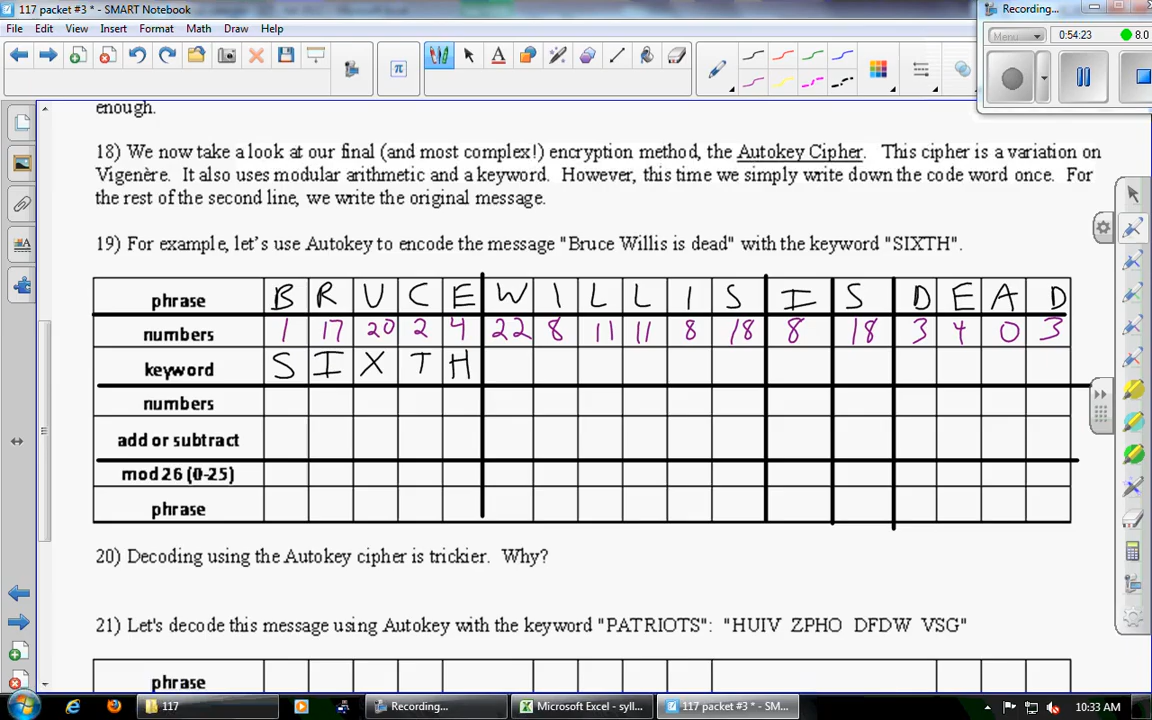 117 packet #3 * - SMART Notebook
Recording...
File Edit View Insert Format Math Draw Help
Menu 0:54:23 8.0
enough.
18) We now take a look at our final (and most complex!) encryption method, the Autokey Cipher. This cipher is a variation on
Vigenère. It also uses modular arithmetic and a keyword. However, this time we simply write down the code word once. For
the rest of the second line, we write the original message.
19) For example, let's use Autokey to encode the message "Bruce Willis is dead" with the keyword "SIXTH".
phrase B R U C E W I L L I S I S D E A D
numbers 1 17 20 2 4 22 8 11 11 8 18 8 18 3 4 0 3
keyword S I X T H
numbers
add or subtract
mod 26 (0-25)
phrase
20) Decoding using the Autokey cipher is trickier. Why?
21) Let's decode this message using Autokey with the keyword "PATRIOTS": "HUIV ZPHO DFDW VSG"
phrase
117 Recording... Microsoft Excel - syll... 117 packet #3 * - SM... 10:33 AM